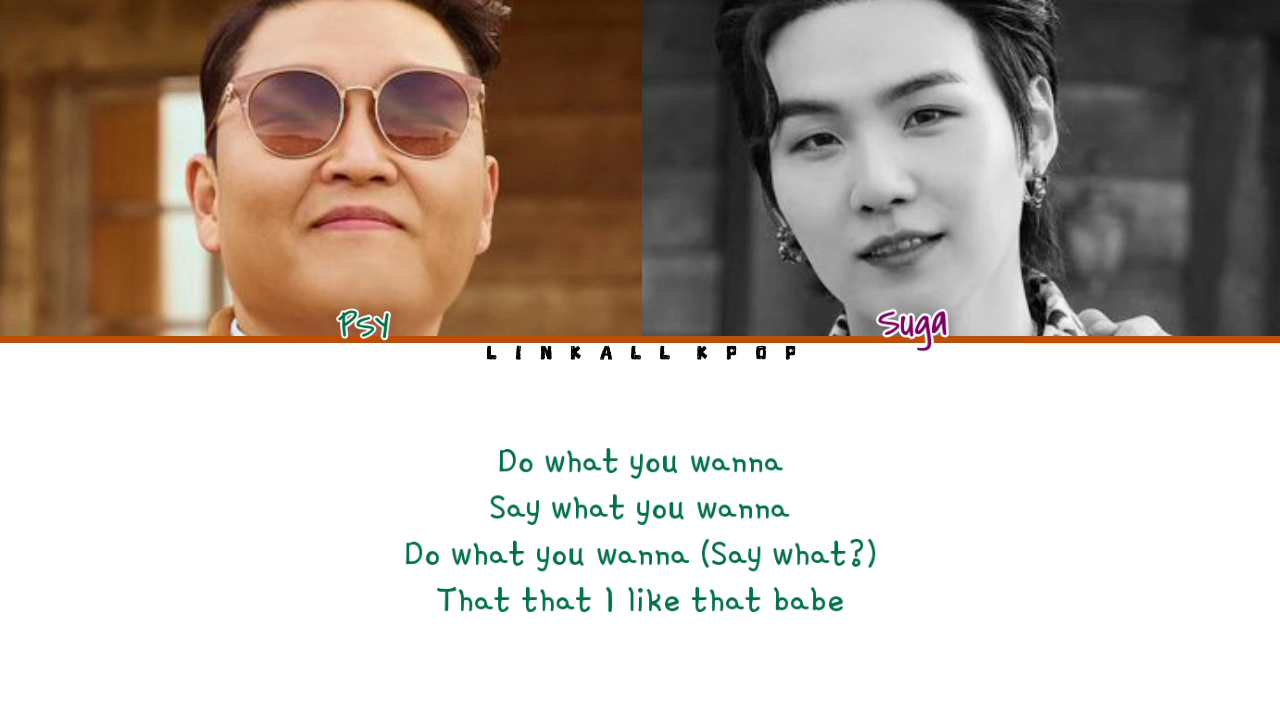 Psy
Suga
LINKALL KPOP
Do what you wanna
Say what you wanna
Do what you wanna (Say what?)
That that I like that babe